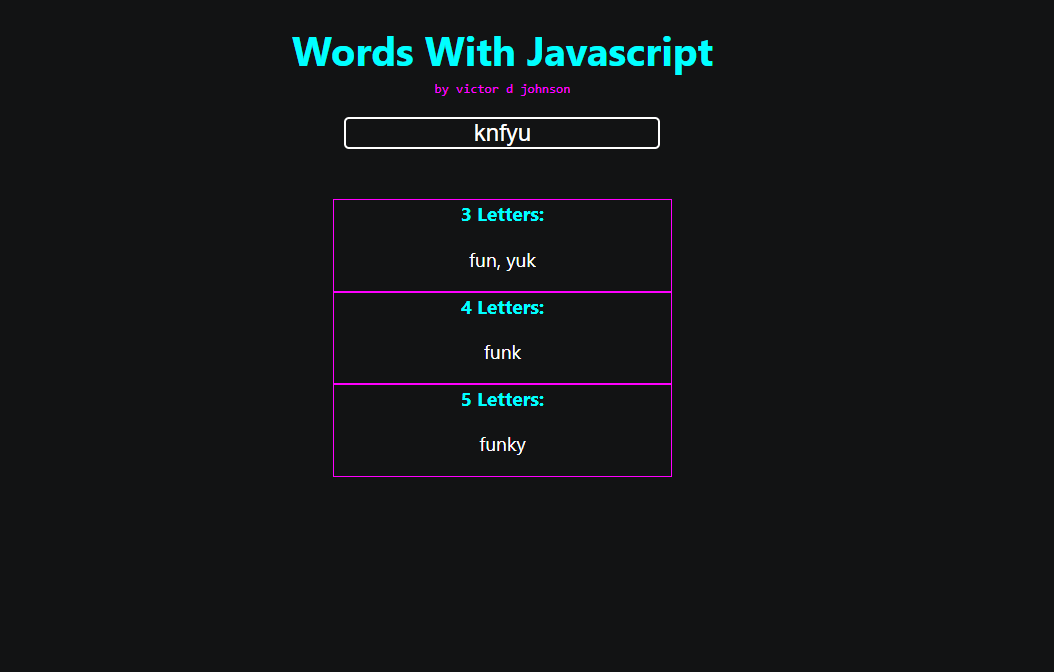 Words With Javascript
by victor d johnson
knfyu
3 Letters:
fun, yuk
4 Letters:
funk
5 Letters:
funky